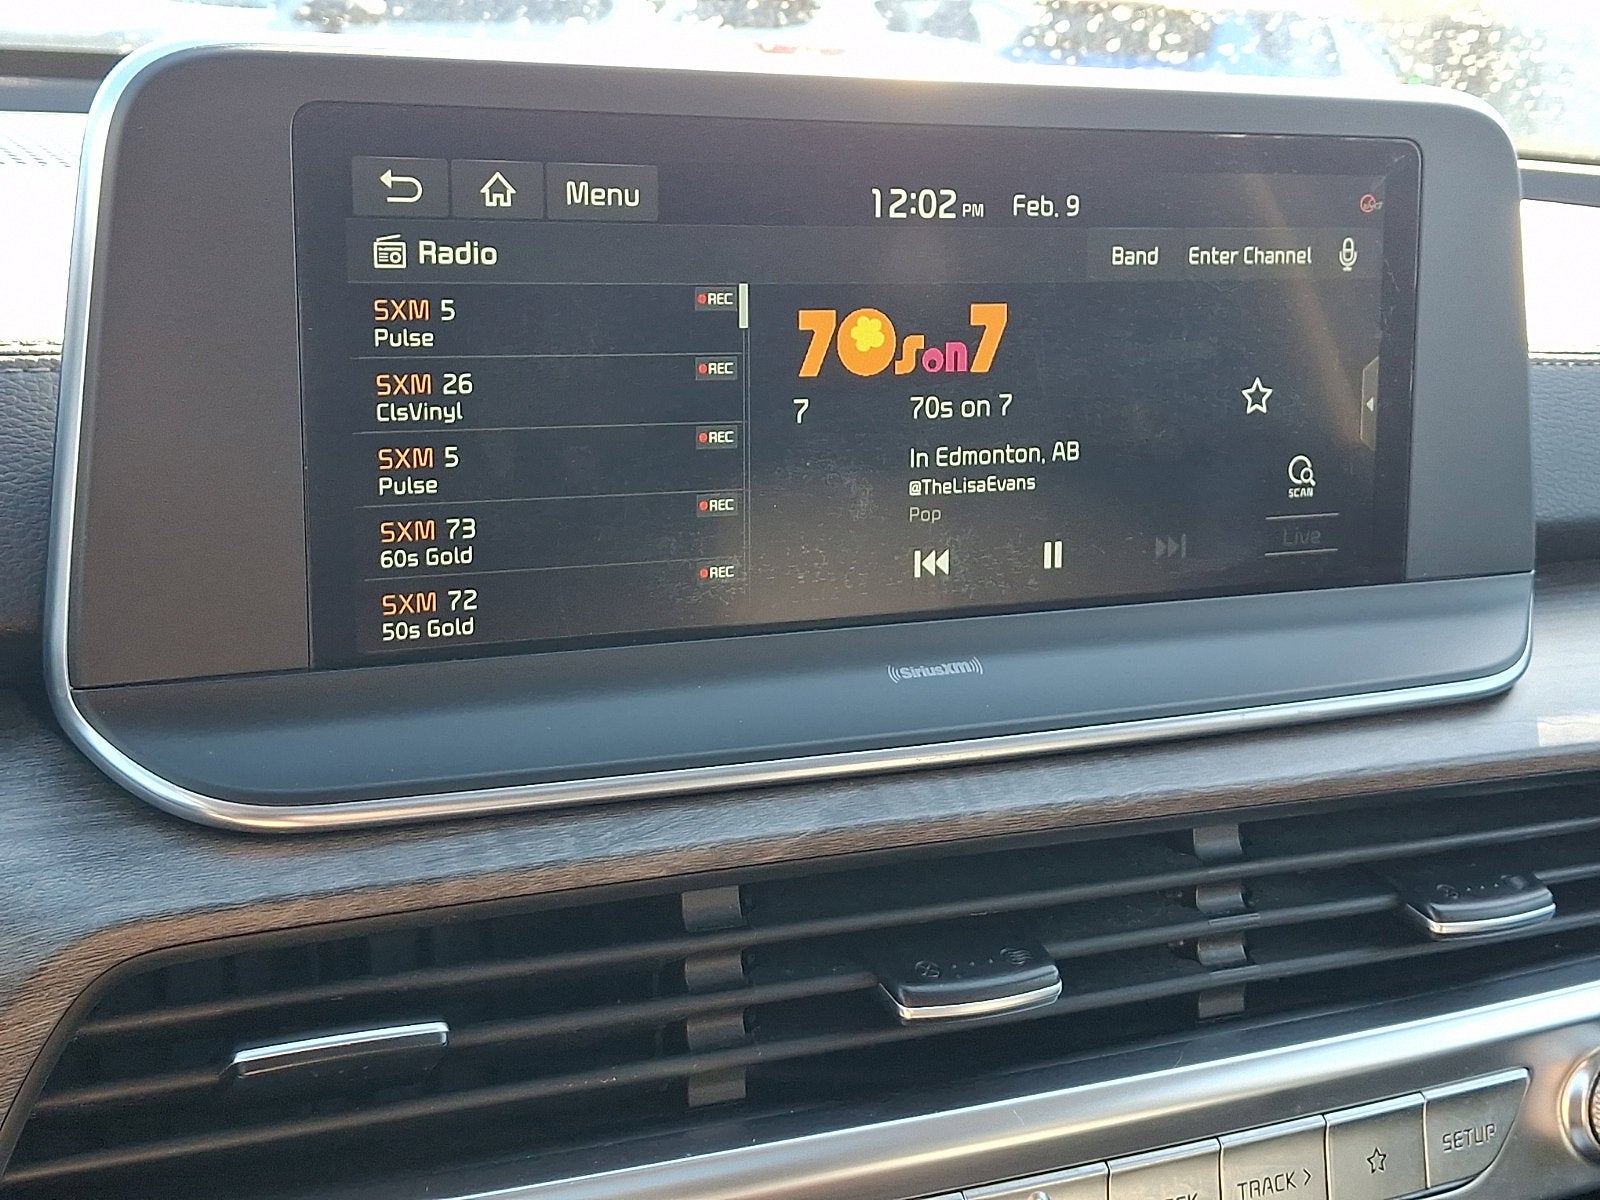 Menu
12:02 PM Feb. 9
Radio
Band Enter Channel
SXM 5
REC
Pulse
SXM 26
REC
ClsVinyl
SXM 5
REC
Pulse
SXM 73
REC
60s Gold
SXM 72
REC
50s Gold
70s on 7
7 70s on 7
In Edmonton, AB
@TheLisaEvans
Pop
SCAN
Live
((SiriusXM))
TRACK >
SETUP